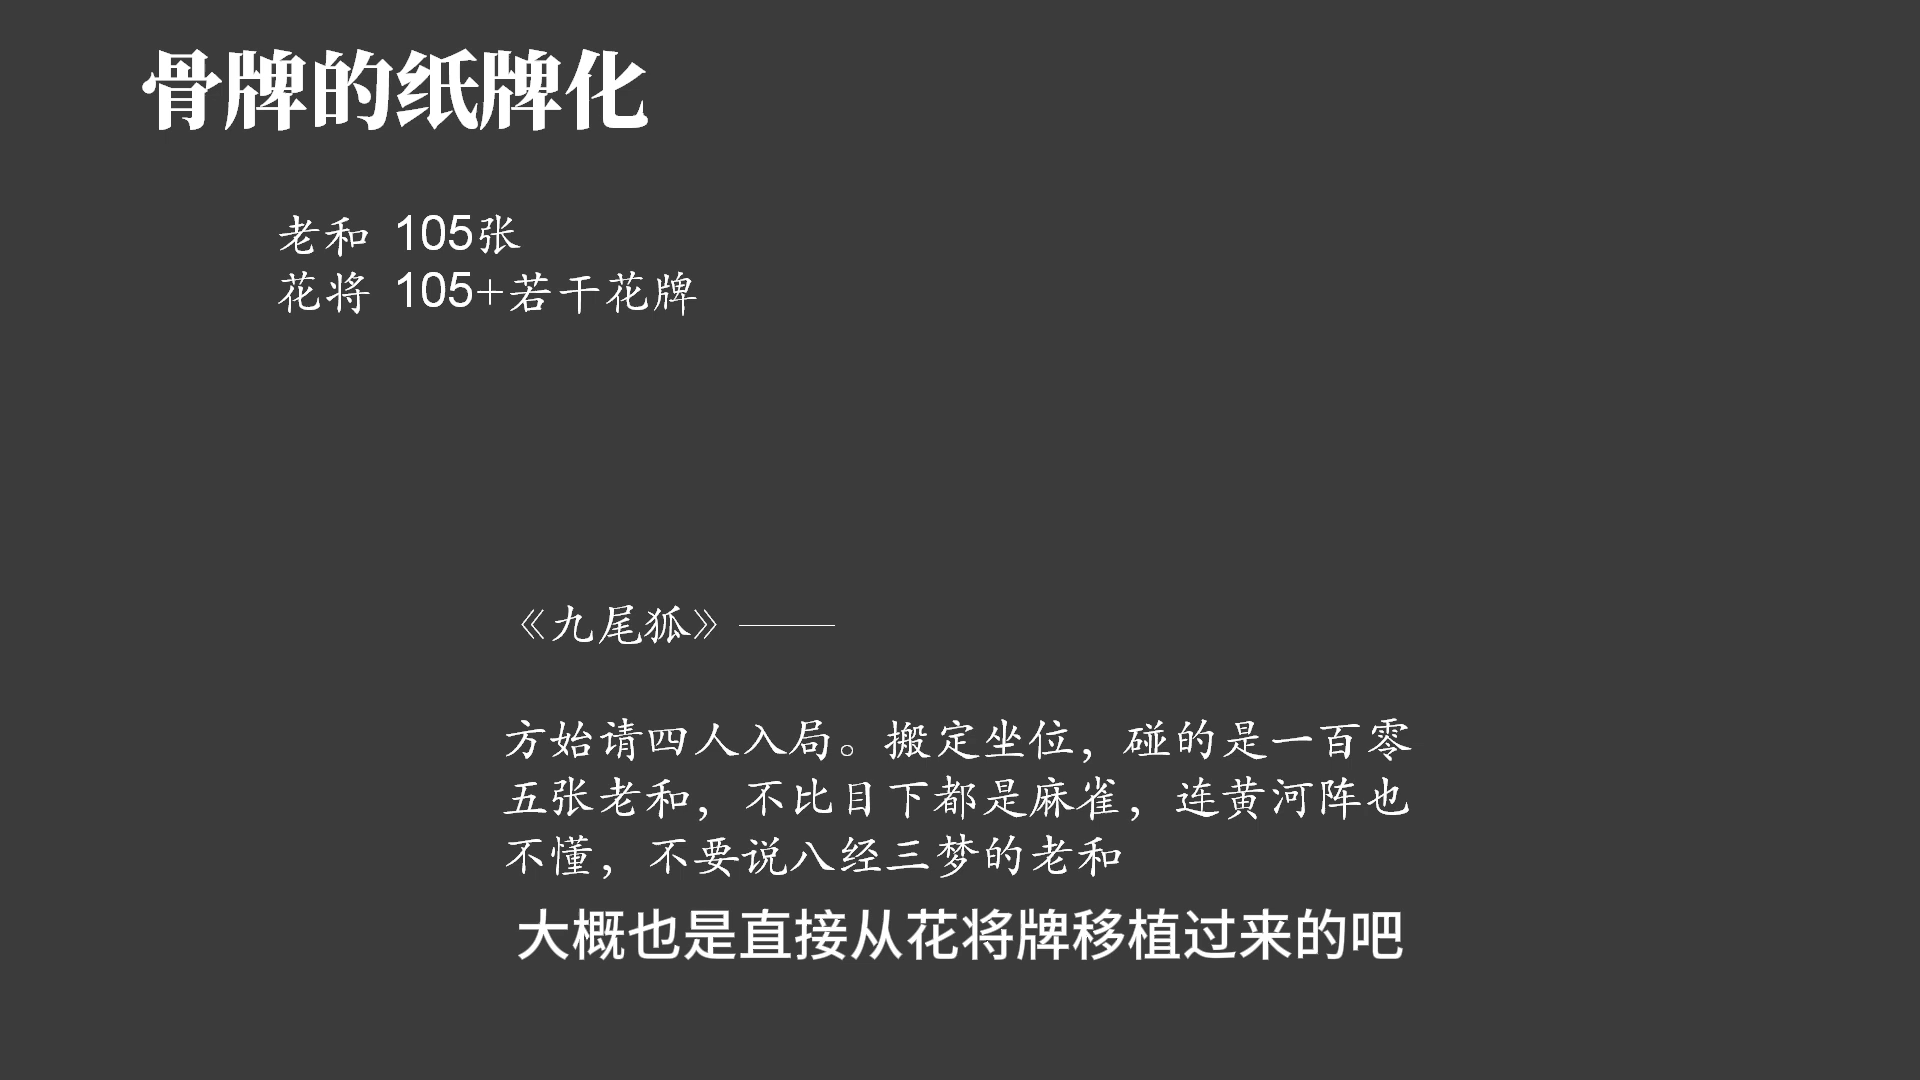 骨牌的纸牌化
老和 105张
花将 105+若干花牌
《九尾狐》——
方始请四人入局。搬定坐位，碰的是一百零
五张老和，不比目下都是麻雀，连黄河阵也
不懂，不要说八经三梦的老和
大概也是直接从花将牌移植过来的吧